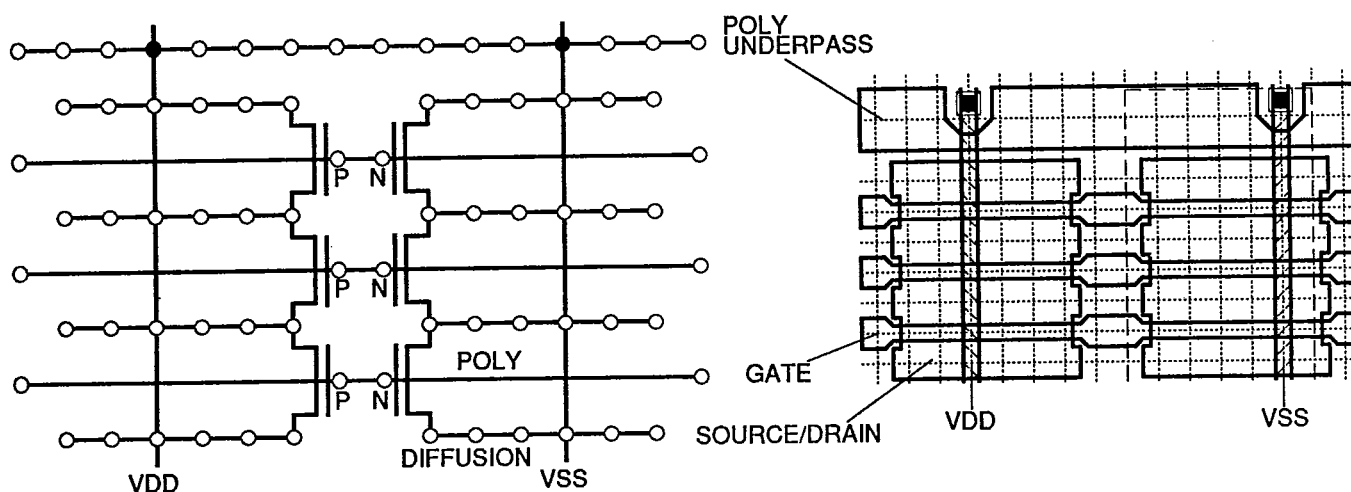 POLY
UNDERPASS
P
N
P
N
POLY
P
N
GATE
SOURCE/DRAIN
DIFFUSION
VDD
VSS
VDD
VSS